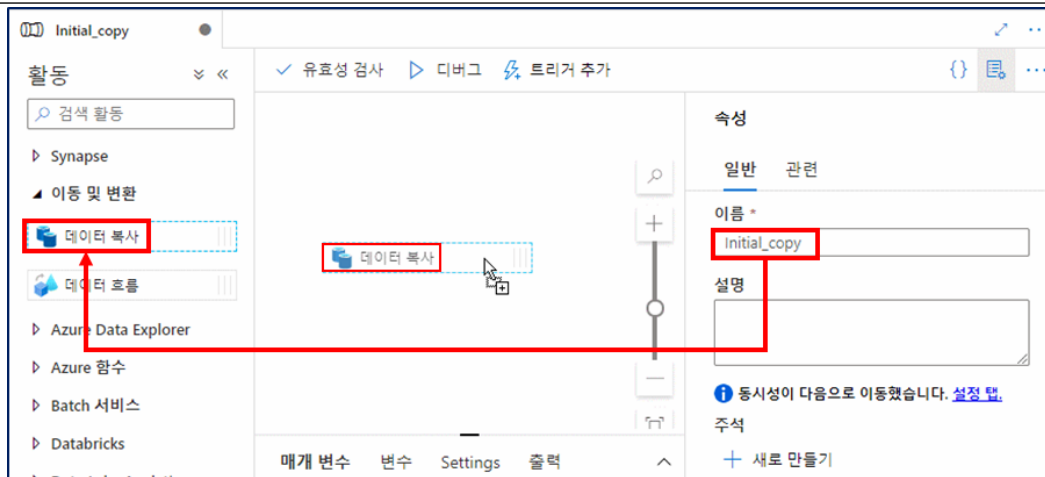 Initial_copy
활동
검색 활동
Synapse
이동 및 변환
데이터 복사
데이터 흐름
Azure Data Explorer
Azure 함수
Batch 서비스
Databricks
유효성 검사 디버그 트리거 추가
데이터 복사
매개 변수 변수 Settings 출력
속성
일반 관련
이름 *
Initial_copy
설명
동시성이 다음으로 이동했습니다. 설정 탭.
주석
새로 만들기